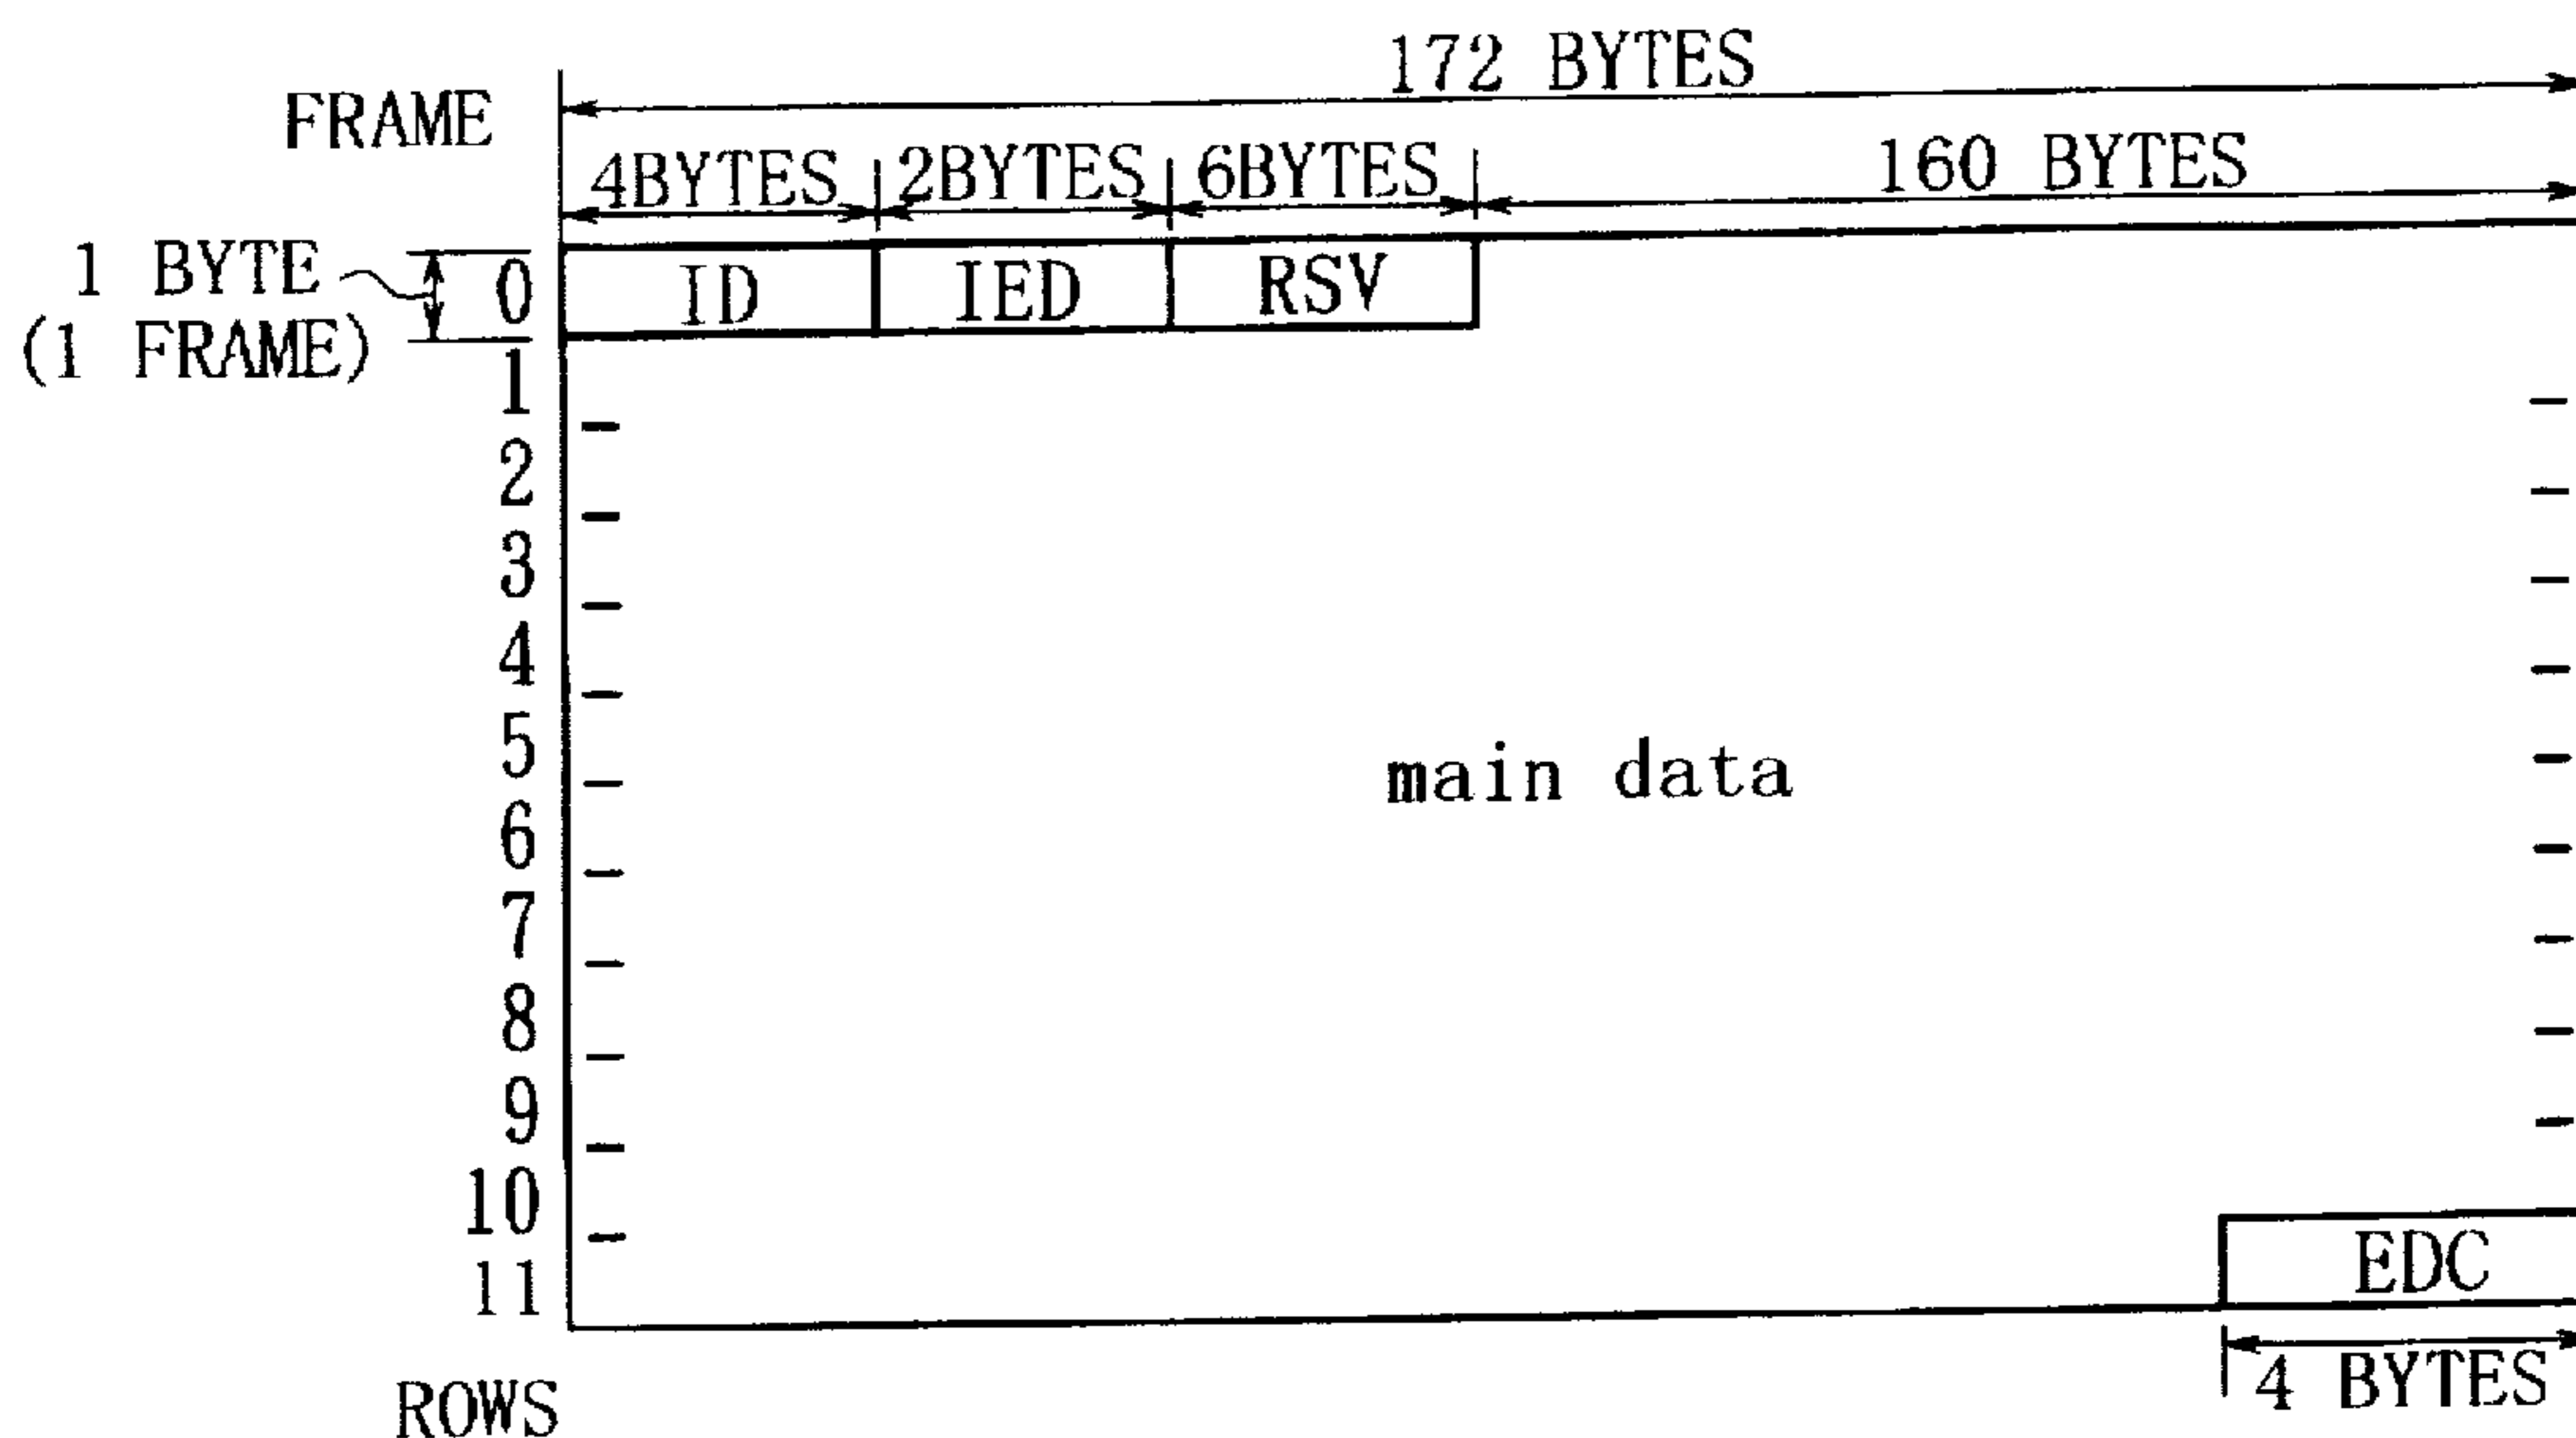 172 BYTES
FRAME
4BYTES 2BYTES 6BYTES 160 BYTES
1 BYTE
(1 FRAME)
0 ID IED RSV
1
2
3
4
5 main data
6
7
8
9
10
11 EDC
4 BYTES
ROWS